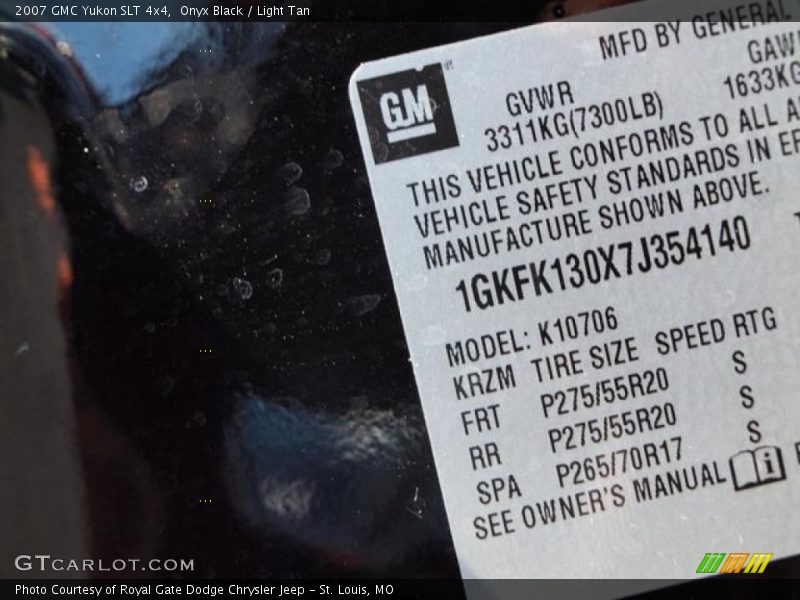 2007 GMC Yukon SLT 4x4,  Onyx Black / Light Tan
MFD BY GENERAL
GM
GVWR
3311KG(7300LB)
1633KG
THIS VEHICLE CONFORMS TO ALL
VEHICLE SAFETY STANDARDS IN
MANUFACTURE SHOWN ABOVE.
1GKFK130X7J354140
MODEL: K10706
KRZM TIRE SIZE SPEED RTG
FRT P275/55R20 S
RR P275/55R20 S
SPA P265/70R17 S
SEE OWNER'S MANUAL
GTCARLOT.COM
Photo Courtesy of Royal Gate Dodge Chrysler Jeep - St. Louis, MO